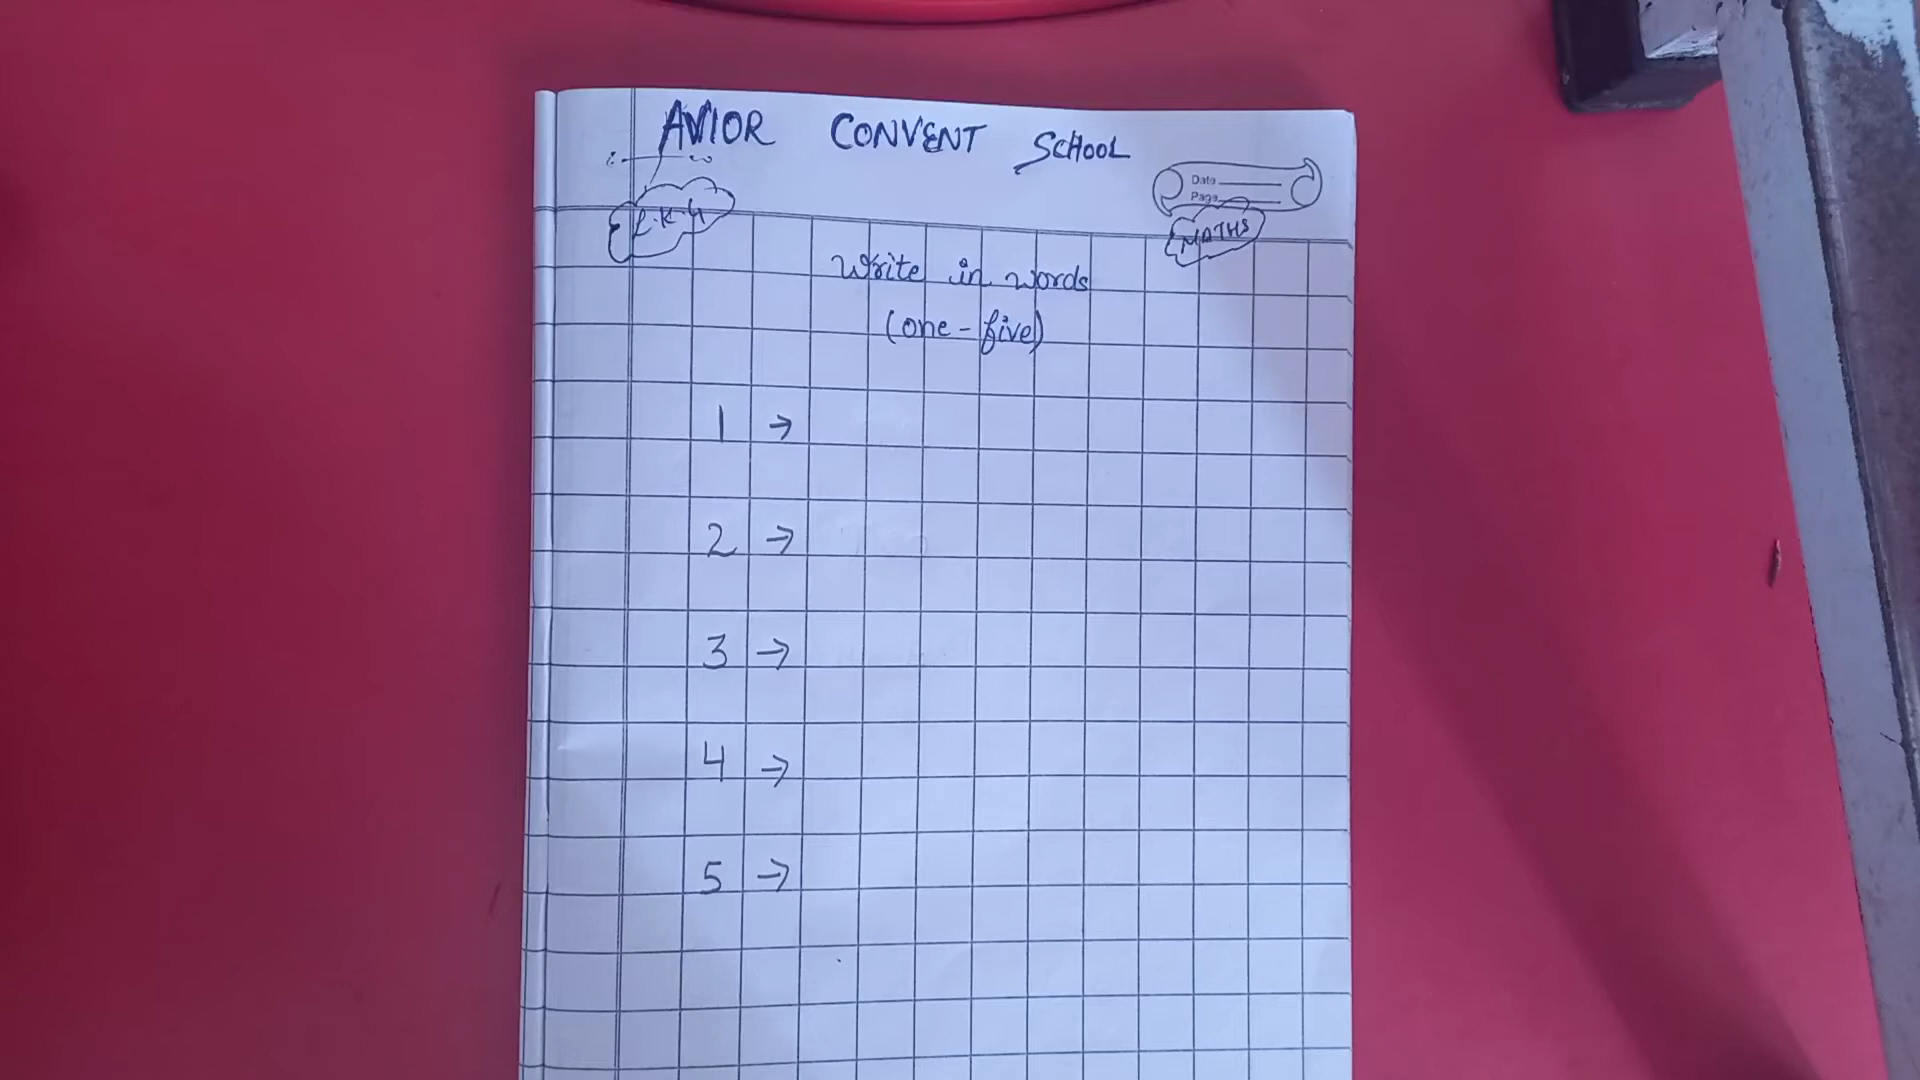 AVIOR CONVENT SCHOOL
Date
Page
L.K.G
MATHS
Write in words
(one - five)
1 →
2 →
3 →
4 →
5 →